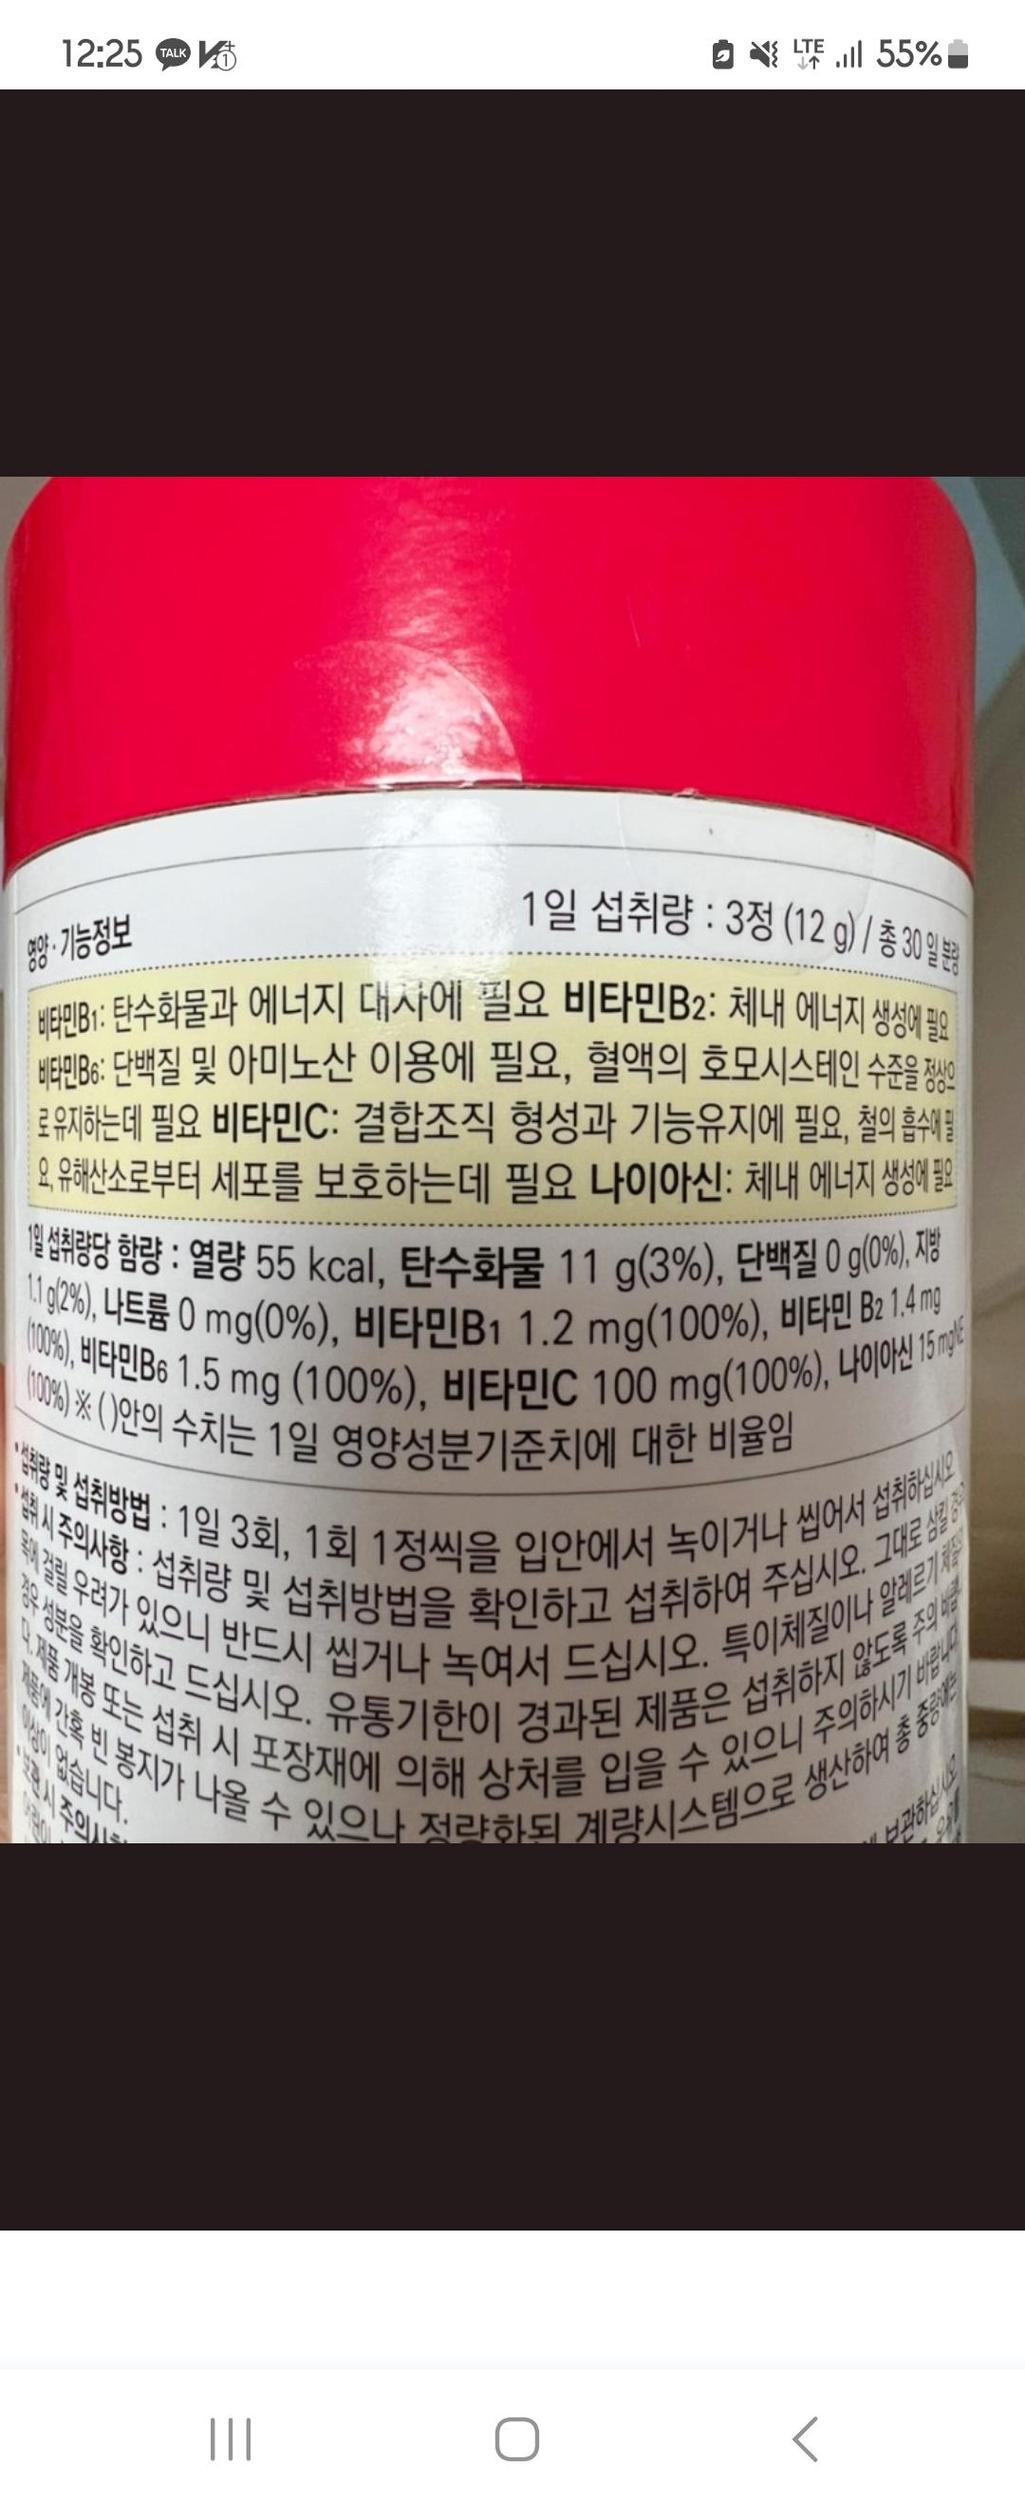 12:25 TALK 1 LTE 55%
영양·기능정보
1일 섭취량 : 3정 (12 g) / 총 30일 분량
비타민B1: 탄수화물과 에너지 대사에 필요 비타민B2: 체내 에너지 생성에 필요
비타민B6: 단백질 및 아미노산 이용에 필요, 혈액의 호모시스테인 수준을 정상으
로 유지하는데 필요 비타민C: 결합조직 형성과 기능유지에 필요, 철의 흡수에 필
요, 유해산소로부터 세포를 보호하는데 필요 나이아신: 체내 에너지 생성에 필요
1일 섭취량당 함량 : 열량 55 kcal, 탄수화물 11 g(3%), 단백질 0 g(0%), 지방
1.1 g(2%), 나트륨 0 mg(0%), 비타민B1 1.2 mg(100%), 비타민 B2 1.4 mg
(100%), 비타민B6 1.5 mg (100%), 비타민C 100 mg(100%), 나이아신 15 mgNE
(100%) ※ ( )안의 수치는 1일 영양성분기준치에 대한 비율임
• 섭취량 및 섭취방법 : 1일 3회, 1회 1정씩을 입안에서 녹이거나 씹어서 섭취하십시오
• 섭취 시 주의사항 : 섭취량 및 섭취방법을 확인하고 섭취하여 주십시오. 그대로 삼킬 경우
목에 걸릴 우려가 있으니 반드시 씹거나 녹여서 드십시오. 특이체질이나 알레르기 체질의
경우 성분을 확인하고 드십시오. 유통기한이 경과된 제품은 섭취하지 않도록 주의 바랍니
다. 제품 개봉 또는 섭취 시 포장재에 의해 상처를 입을 수 있으니 주의하시기 바랍니다.
제품에 간혹 빈 봉지가 나올 수 있으나 정량화된 계량시스템으로 생산하여 총 중량에는
이상이 없습니다.
• 보관 시 주의사항 보관하십시오